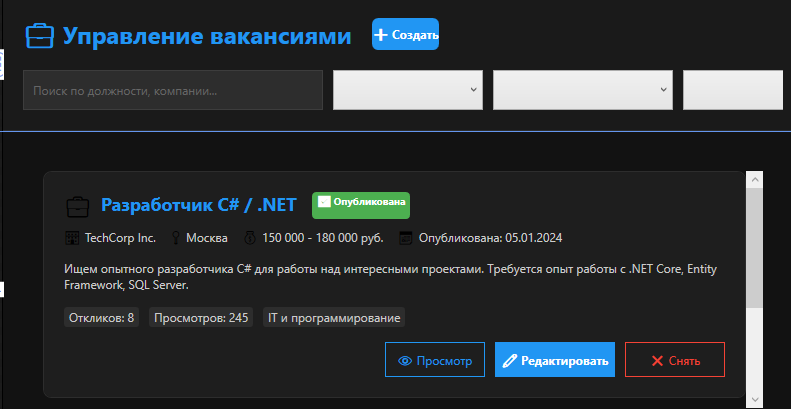 Управление вакансиями
Создать
Поиск по должности, компании...
Разработчик C# / .NET
Опубликована
TechCorp Inc. Москва 150 000 - 180 000 руб. Опубликована: 05.01.2024
Ищем опытного разработчика C# для работы над интересными проектами. Требуется опыт работы с .NET Core, Entity
Framework, SQL Server.
Откликов: 8 Просмотров: 245 IT и программирование
Просмотр Редактировать Снять